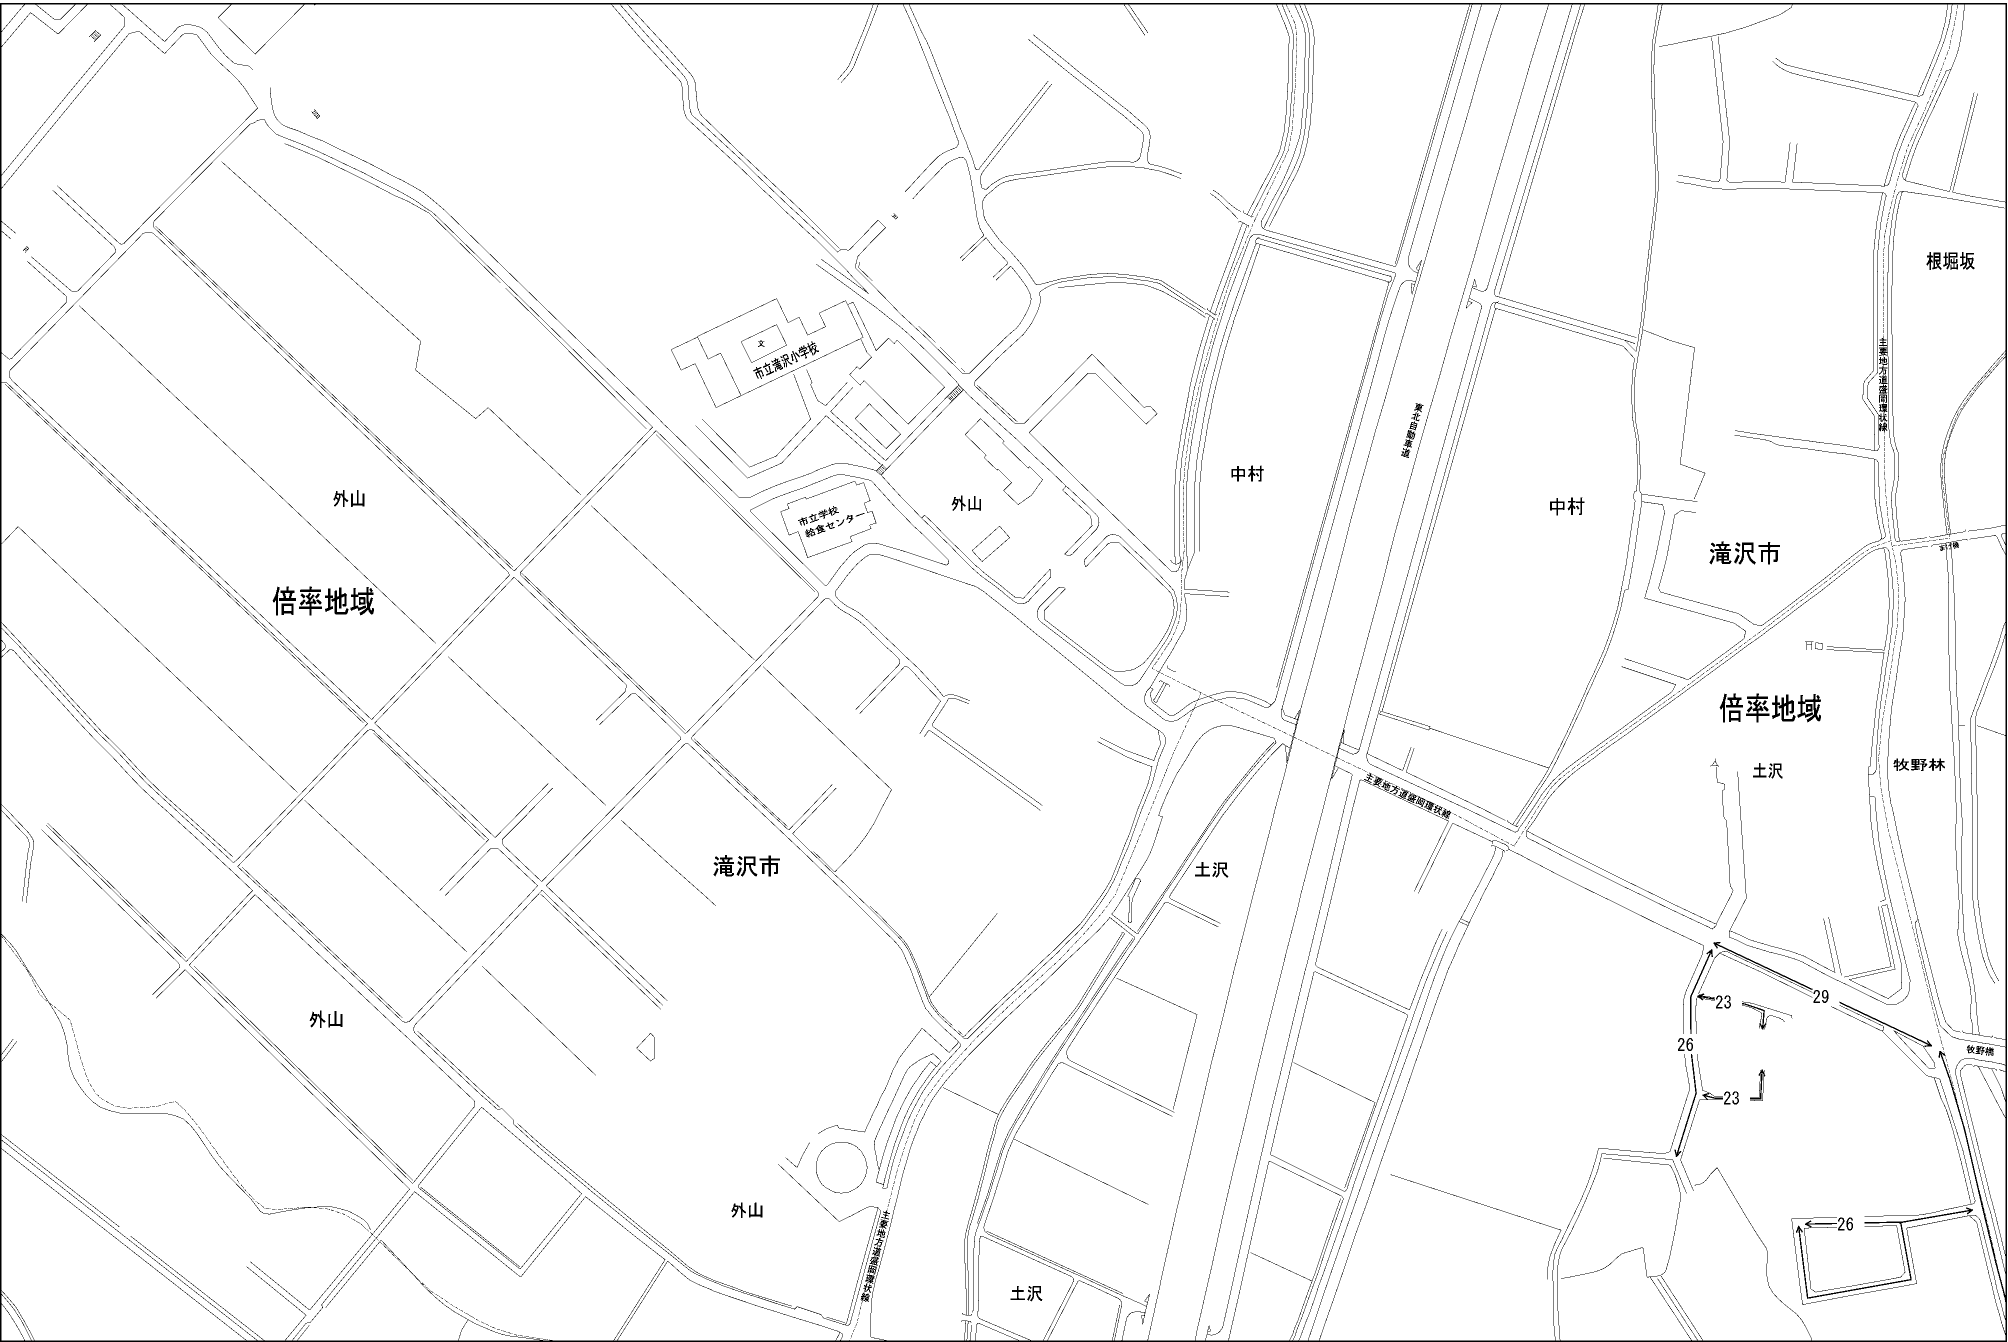 根堀坂
主要地方道盛岡環状線
市立滝沢小学校
東北自動車道
中村
外山
外山
中村
市立学校
給食センター
滝沢市
倍率地域
倍率地域
土沢
牧野林
主要地方道盛岡環状線
滝沢市
土沢
29
23
外山
26
牧野橋
23
外山
26
主要地方道盛岡環状線
土沢